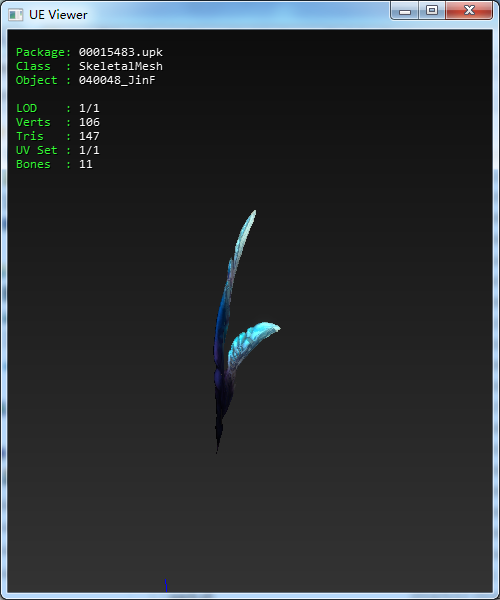 UE Viewer
Package: 00015483.upk
Class  : SkeletalMesh
Object : 040048_JinF
LOD    : 1/1
Verts  : 106
Tris   : 147
UV Set : 1/1
Bones  : 11